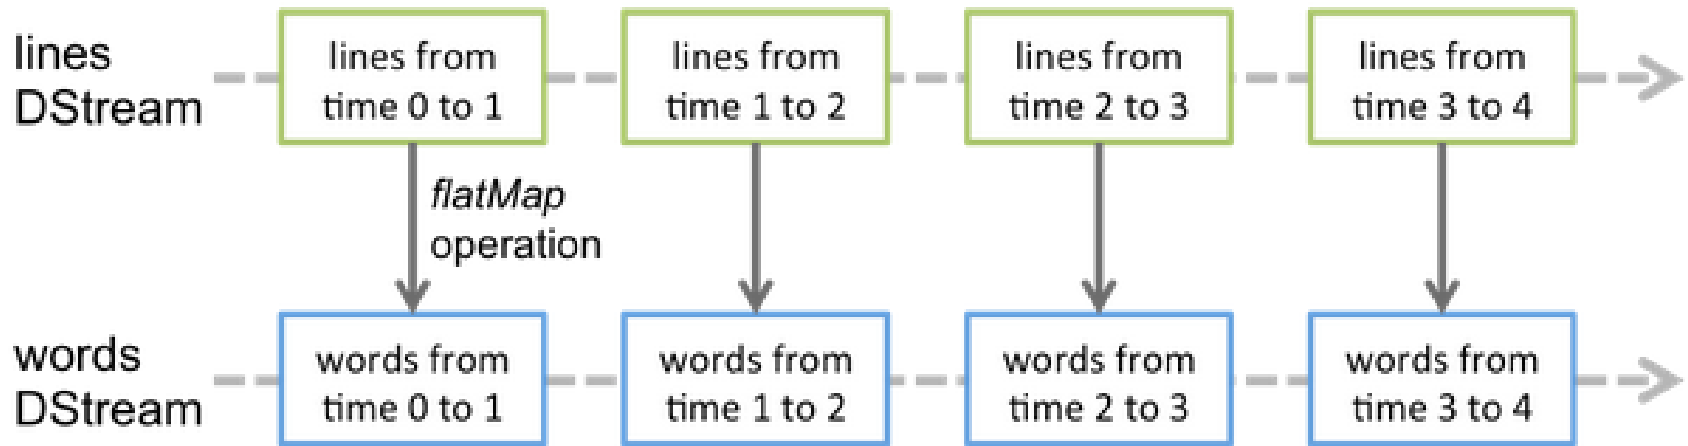 lines
DStream
lines from
time 0 to 1
lines from
time 1 to 2
lines from
time 2 to 3
lines from
time 3 to 4
flatMap
operation
words
DStream
words from
time 0 to 1
words from
time 1 to 2
words from
time 2 to 3
words from
time 3 to 4